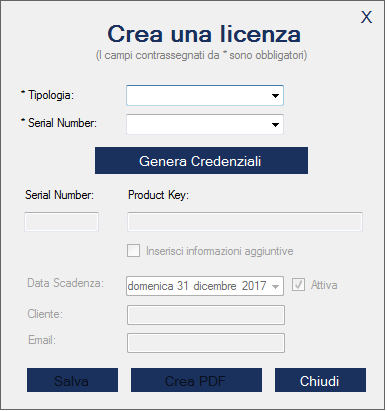 X
Crea una licenza
(I campi contrassegnati da * sono obbligatori)
* Tipologia:
* Serial Number:
Genera Credenziali
Serial Number: Product Key:
Inserisci informazioni aggiuntive
Data Scadenza: domenica 31 dicembre 2017 Attiva
Cliente:
Email:
Salva Crea PDF Chiudi